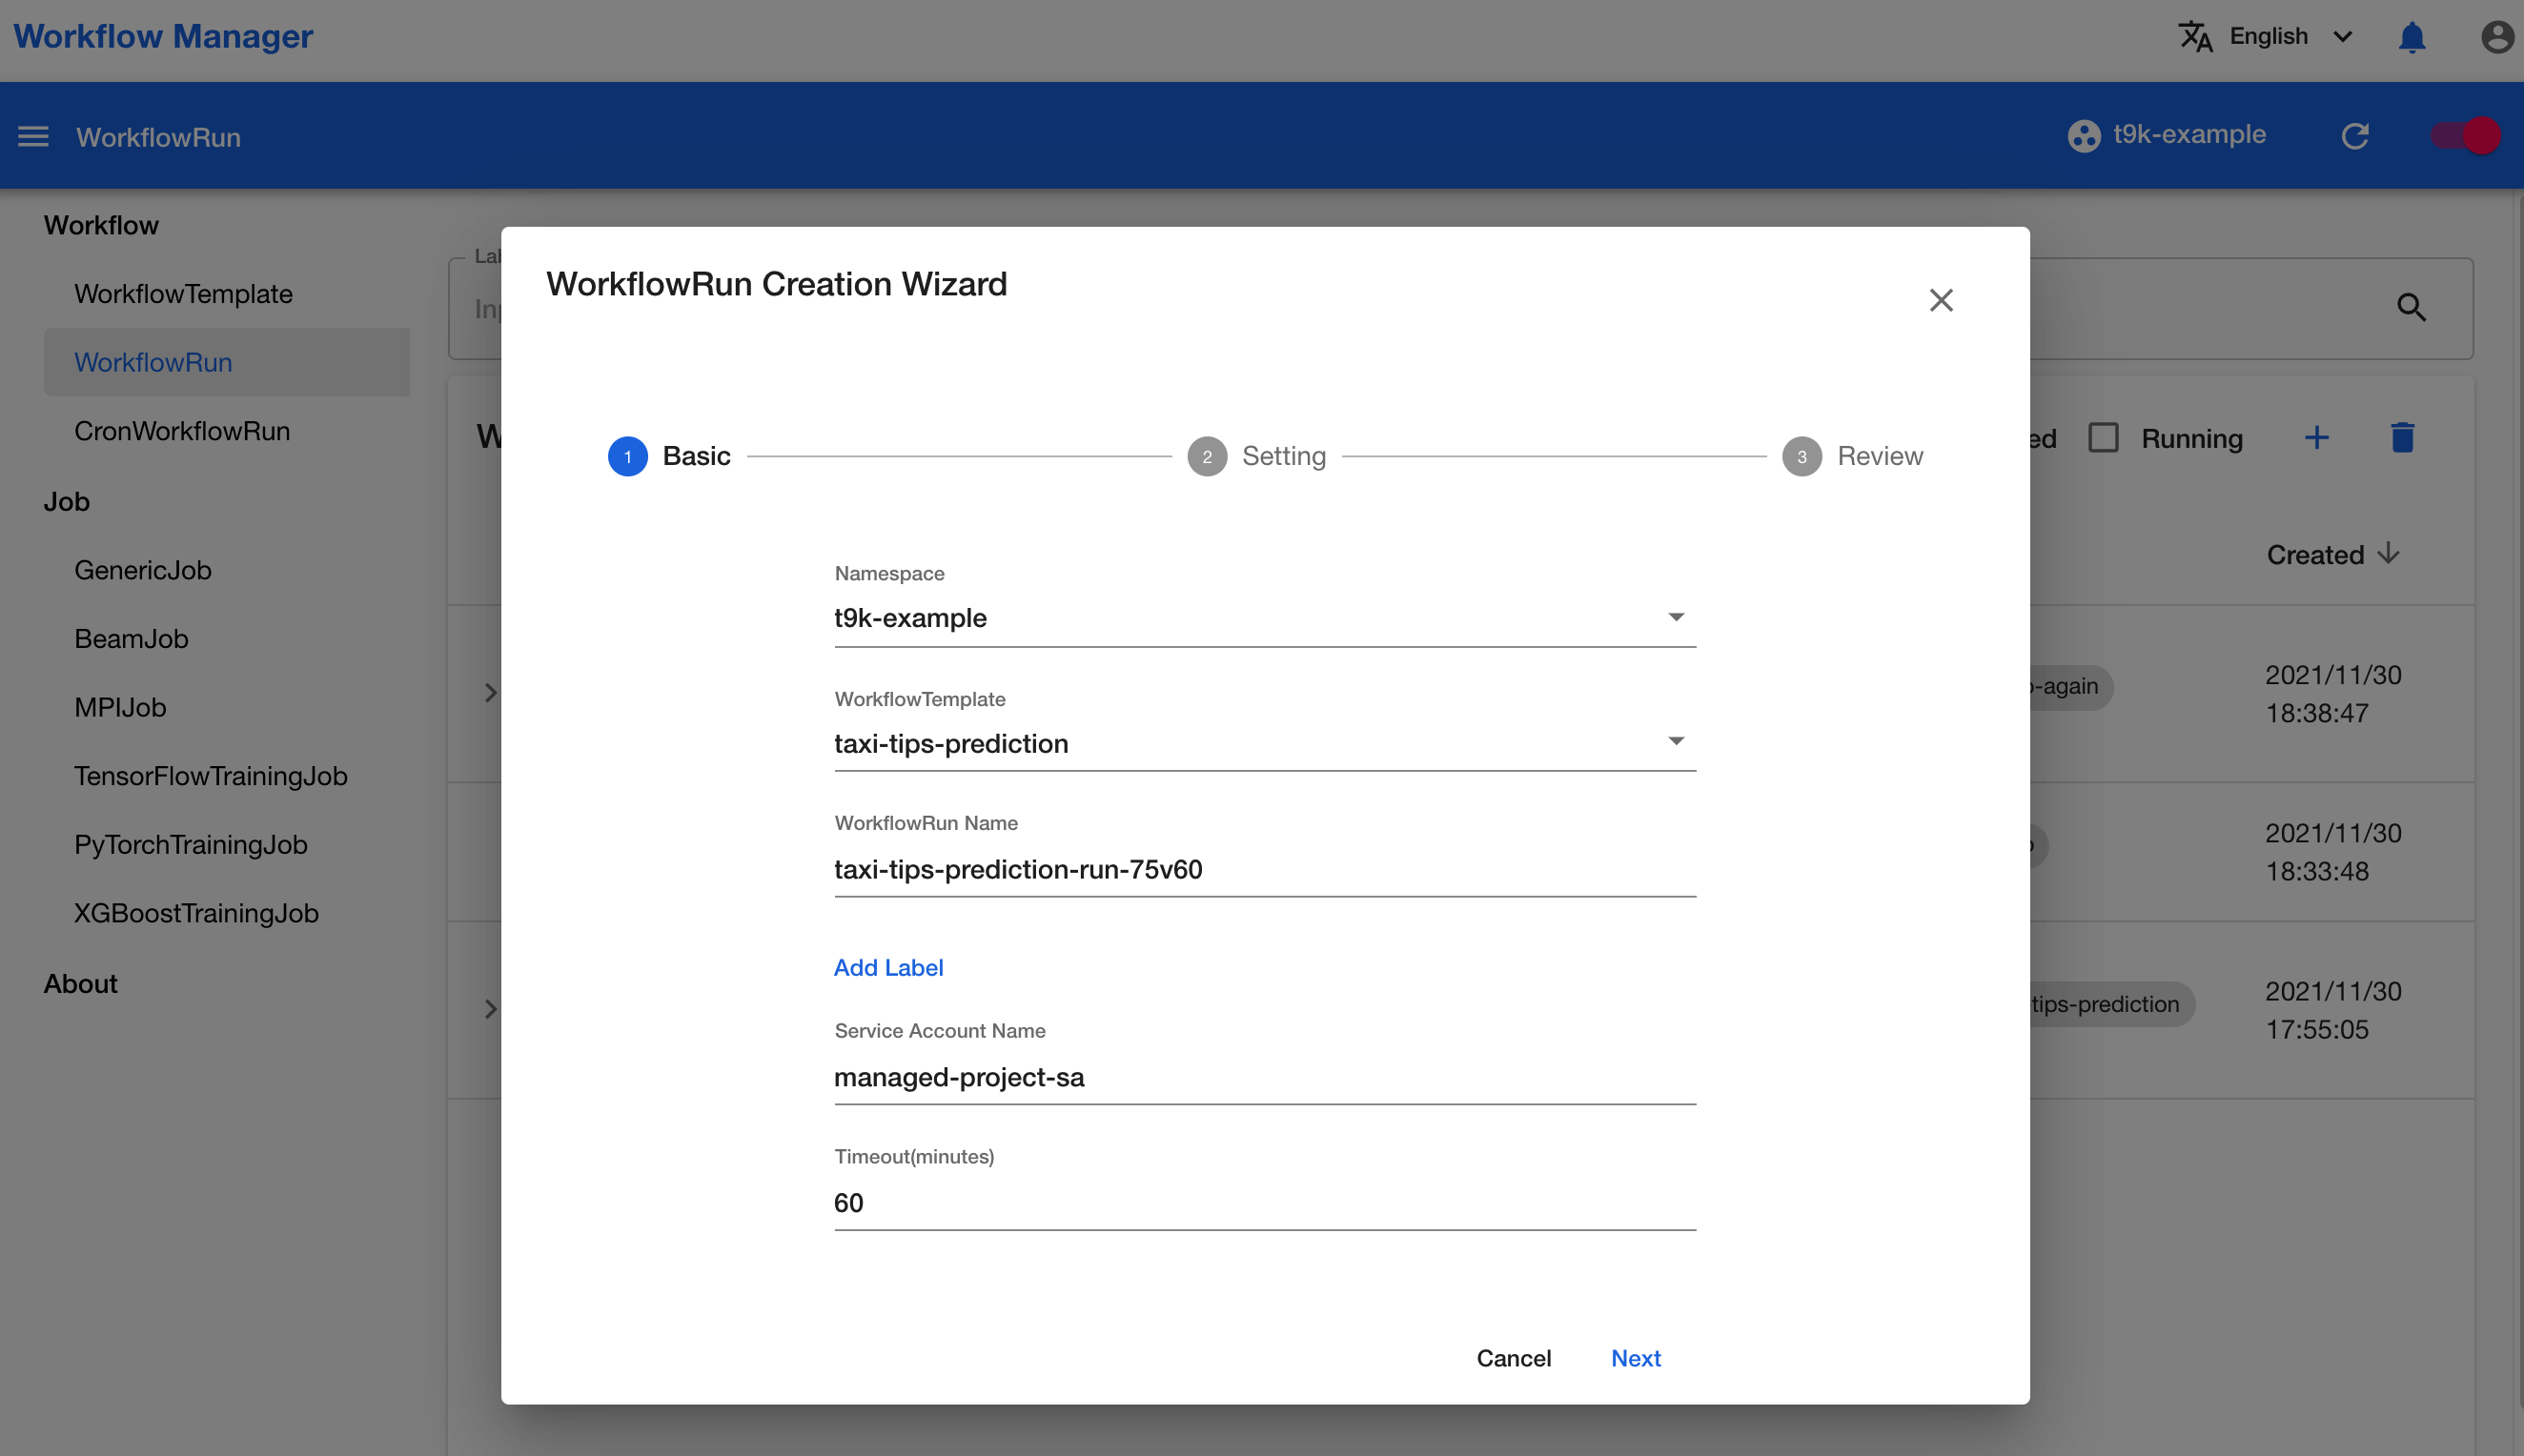 Workflow Manager
English
WorkflowRun
t9k-example
Workflow
WorkflowTemplate
WorkflowRun
CronWorkflowRun
Job
GenericJob
BeamJob
MPIJob
TensorFlowTrainingJob
PyTorchTrainingJob
XGBoostTrainingJob
About
WorkflowRun Creation Wizard
1 Basic
2 Setting
3 Review
Namespace
t9k-example
WorkflowTemplate
taxi-tips-prediction
WorkflowRun Name
taxi-tips-prediction-run-75v60
Add Label
Service Account Name
managed-project-sa
Timeout(minutes)
60
Cancel
Next
Running
Created
-again
2021/11/30
18:38:47
2021/11/30
18:33:48
tips-prediction
2021/11/30
17:55:05